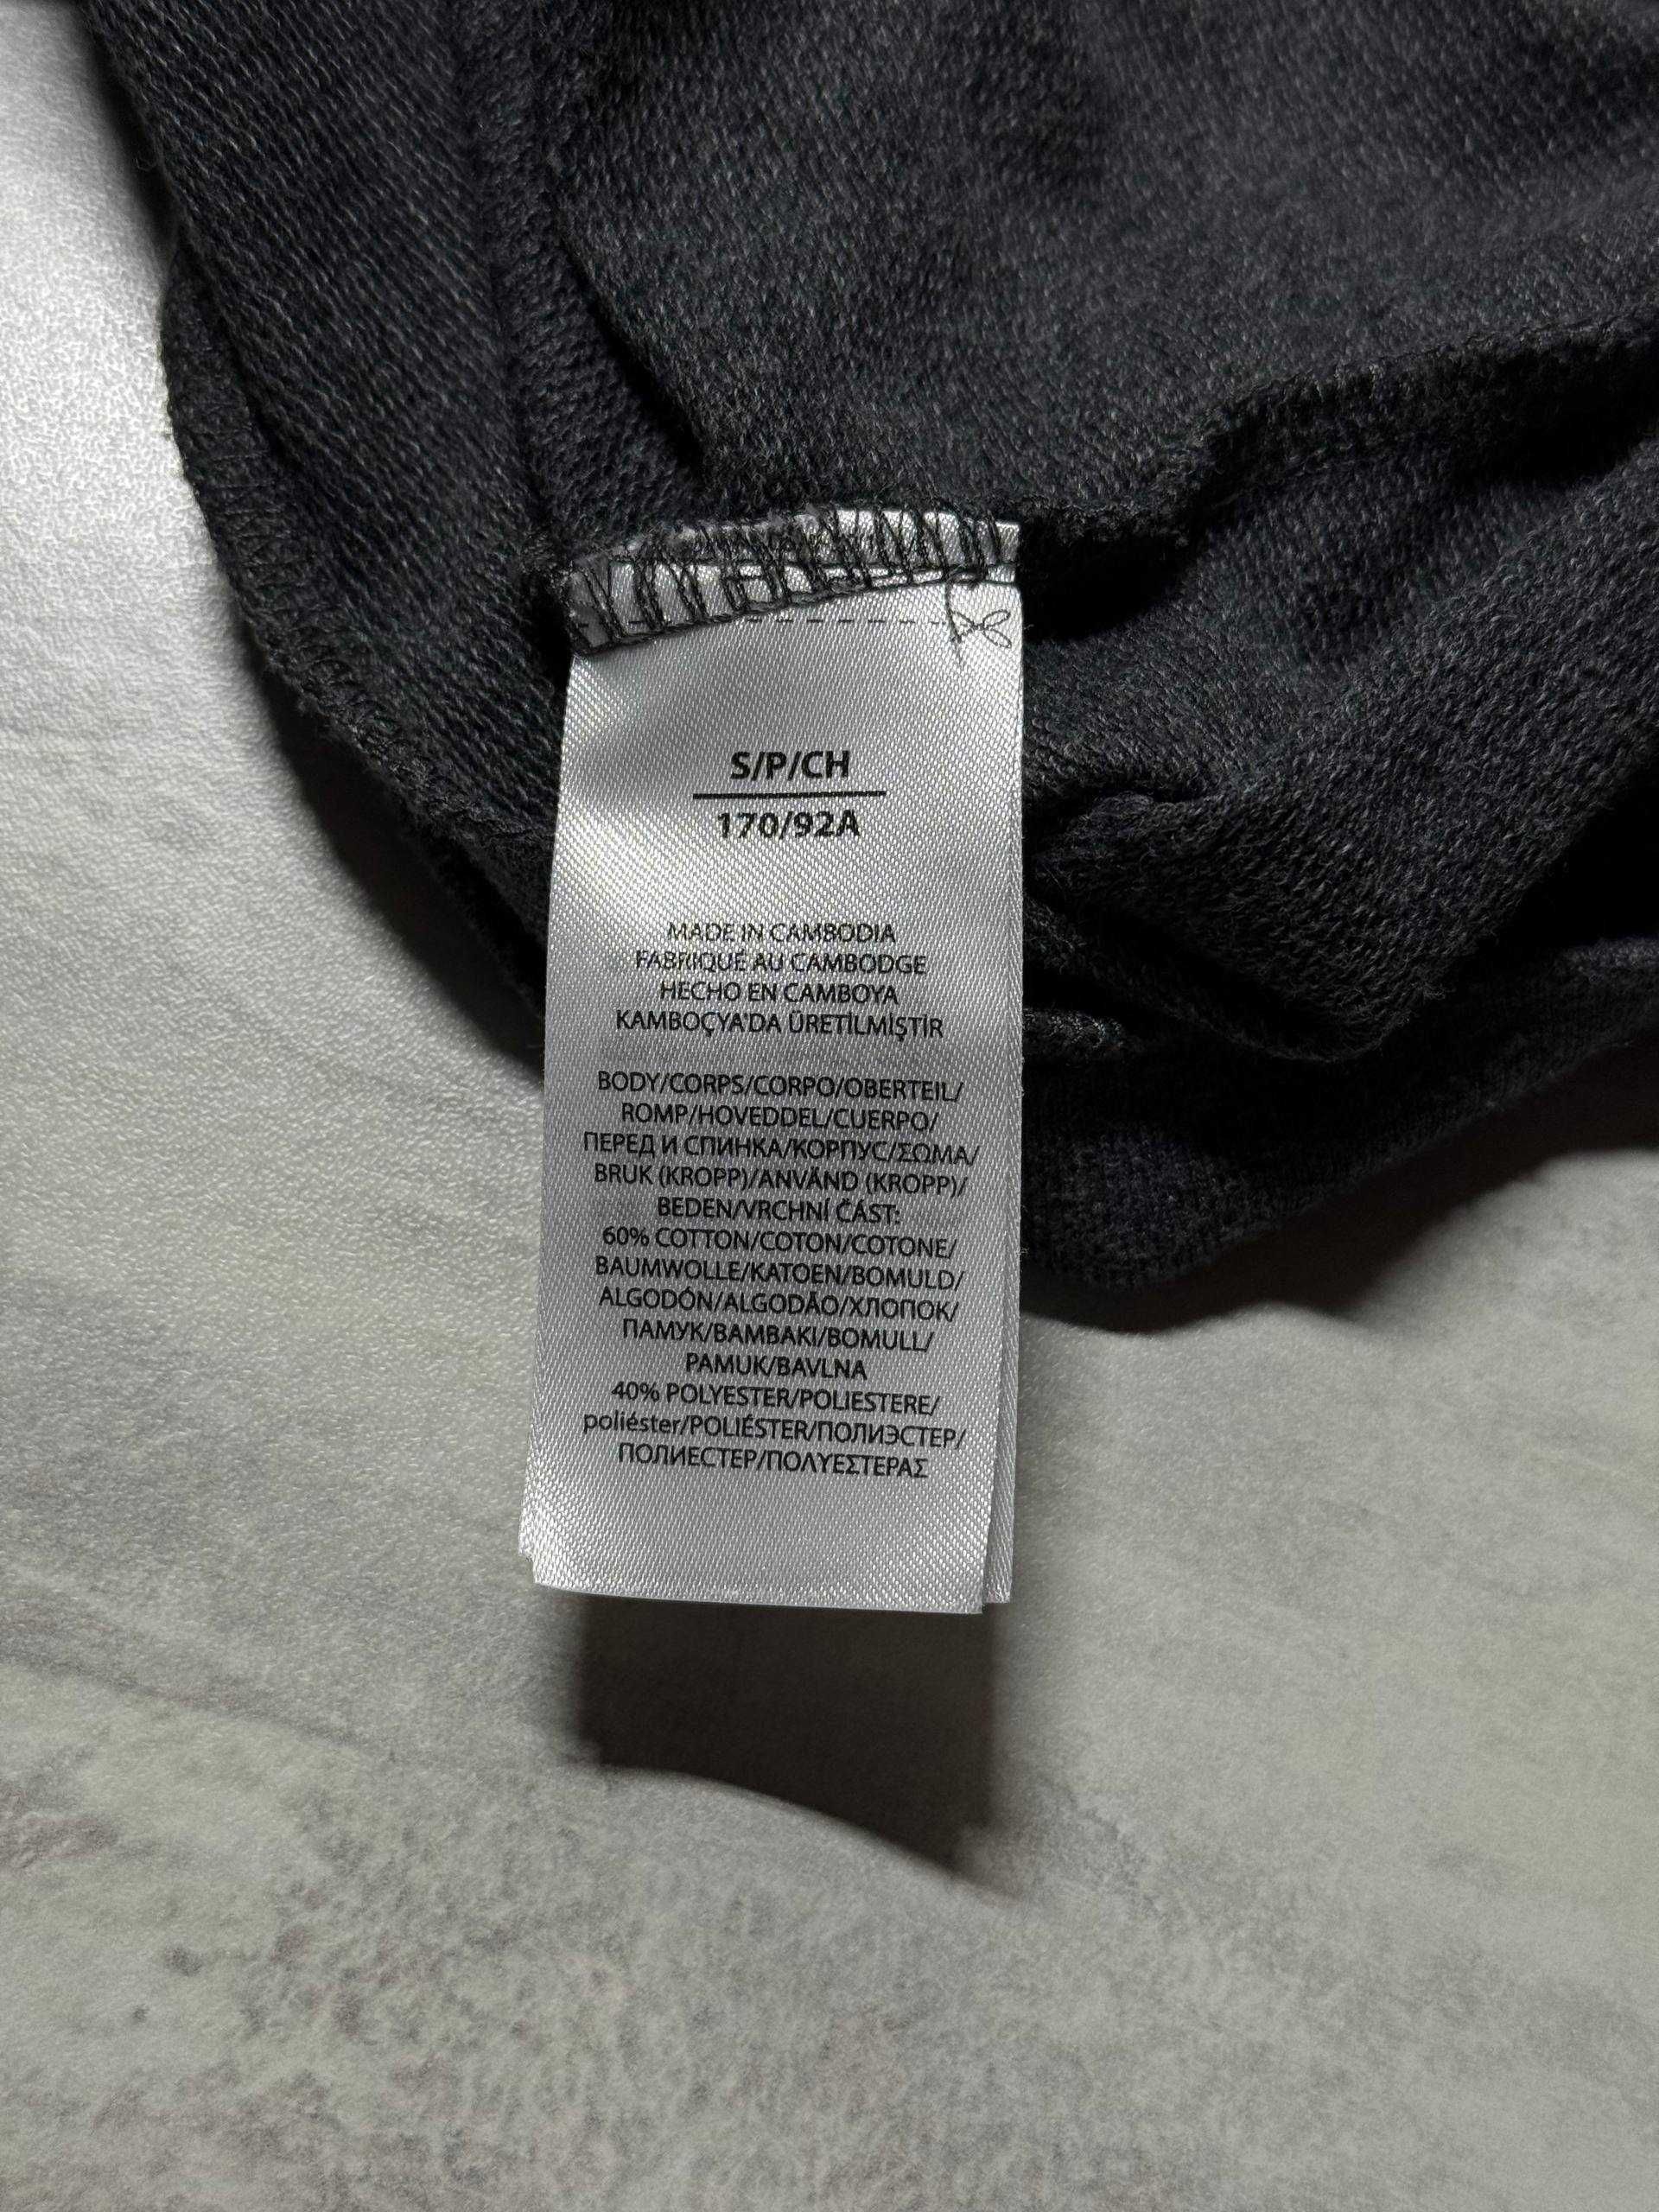 S/P/CH
170/92A
MADE IN CAMBODIA
FABRIQUE AU CAMBODGE
HECHO EN CAMBOYA
KAMBOÇYA'DA ÜRETİLMİŞTİR
BODY/CORPS/CORPO/OBERTEIL/
ROMP/HOVEDDEL/CUERPO/
ПЕРЕД И СПИНКА/КОРПУС/ΣΩΜΑ/
BRUK (KROPP)/ANVÄND (KROPP)/
BEDEN/VRCHNÍ ČÁST:
60% COTTON/COTON/COTONE/
BAUMWOLLE/KATOEN/BOMULD/
ALGODÓN/ALGODÃO/ХЛОПОК/
ПАМУК/ΒΑΜΒΑΚΙ/BOMULL/
PAMUK/BAVLNA
40% POLYESTER/POLIESTERE/
poliéster/POLIÉSTER/ПОЛИЭСТЕР/
ПОЛИЕСТЕР/ΠΟΛΥΕΣΤΕΡΑΣ